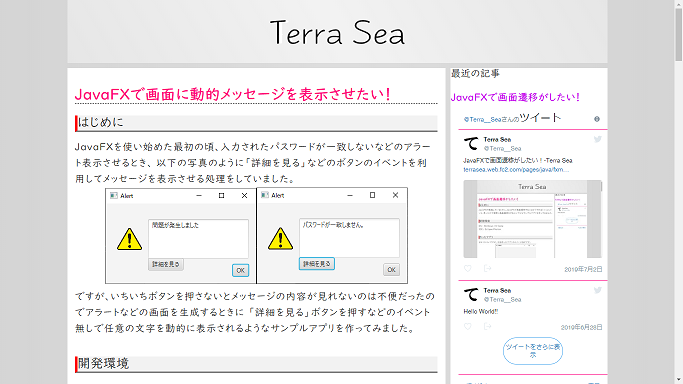 Terra Sea
JavaFXで画面に動的メッセージを表示させたい!
はじめに
JavaFXを使い始めた最初の頃、入力されたパスワードが一致しないなどのアラー
ト表示させるとき、以下の写真のように「詳細を見る」などのボタンのイベントを利
用してメッセージを表示させる処理をしていました。
Alert
問題が発生しました
詳細を見る
OK
Alert
パスワードが一致しません。
詳細を見る
OK
ですが、いちいちボタンを押さないとメッセージの内容が見れないのは不便だったの
でアラートなどの画面を生成するときに「詳細を見る」ボタンを押すなどのイベント
無しで任意の文字を動的に表示されるようなサンプルアプリを作ってみました。
開発環境
最近の記事
JavaFXで画面遷移がしたい!
@Terra__Seaさんのツイート
Terra Sea
@Terra__Sea
JavaFXで画面遷移がしたい!-Terra Sea
terrasea.web.fc2.com/pages/java/fxm…
Terra Sea
2019年7月2日
Terra Sea
@Terra__Sea
Hello World!!
2019年6月28日
ツイートをさらに表
示